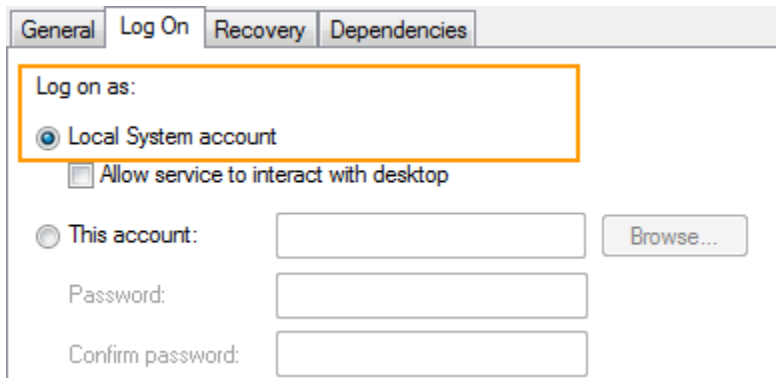 General Log On Recovery Dependencies
Log on as:
Local System account
Allow service to interact with desktop
This account: Browse...
Password:
Confirm password: